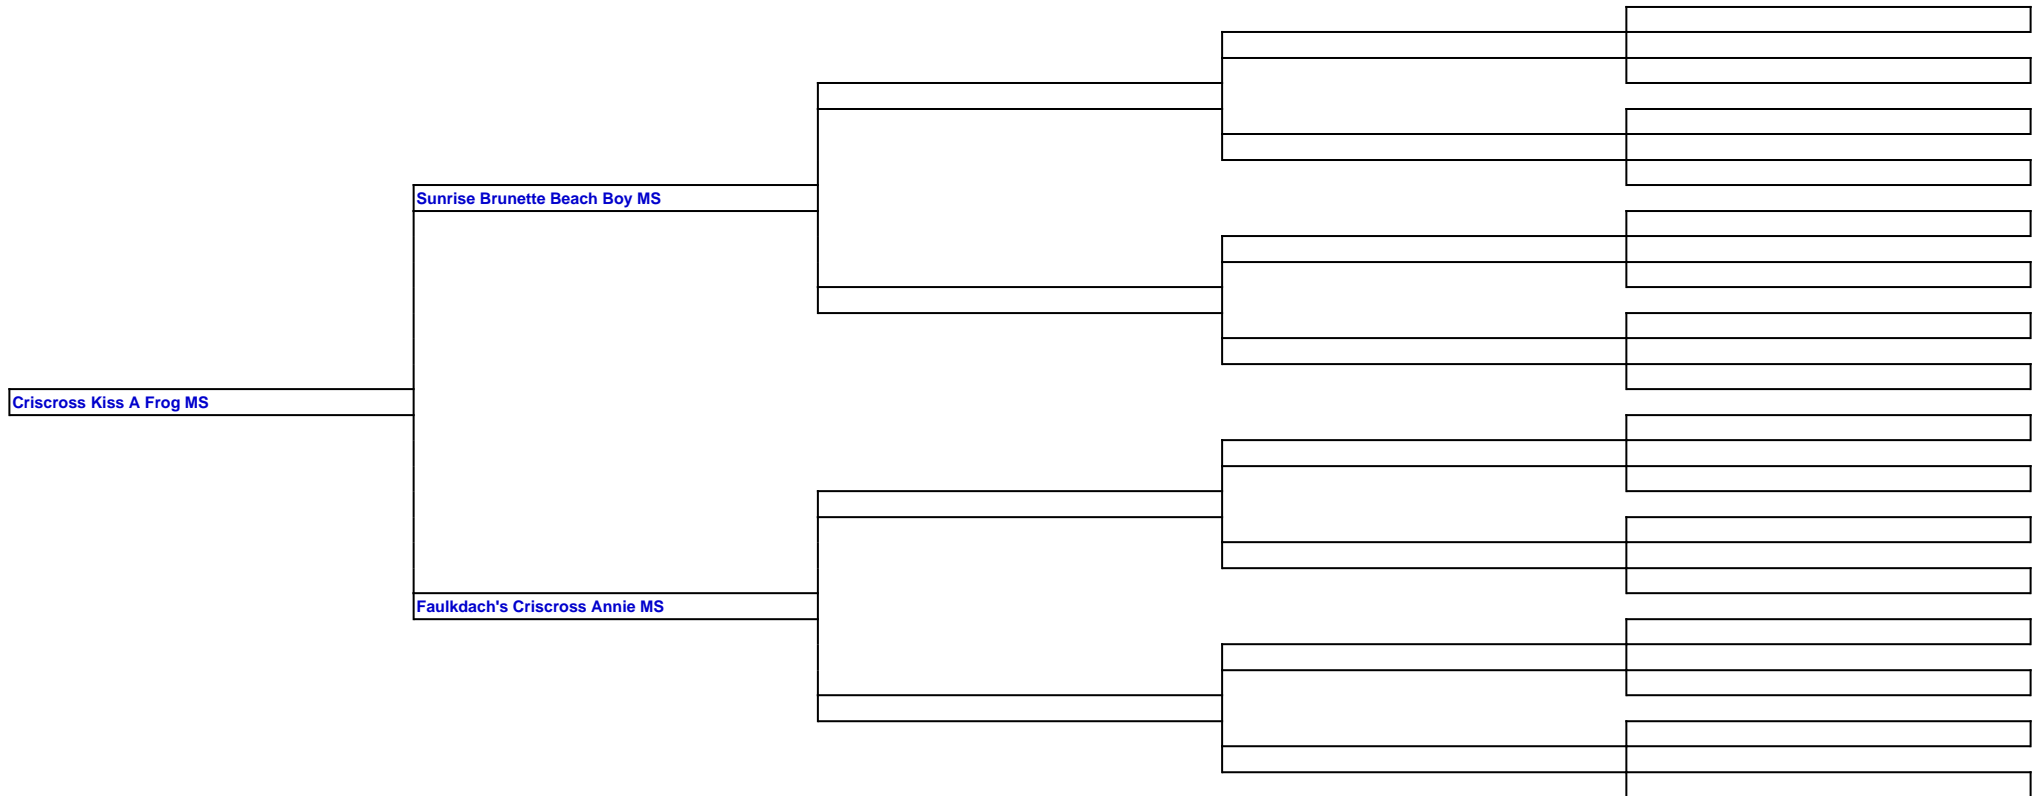 Sunrise Brunette Beach Boy MS
Criscross Kiss A Frog MS
Faulkdach's Criscross Annie MS